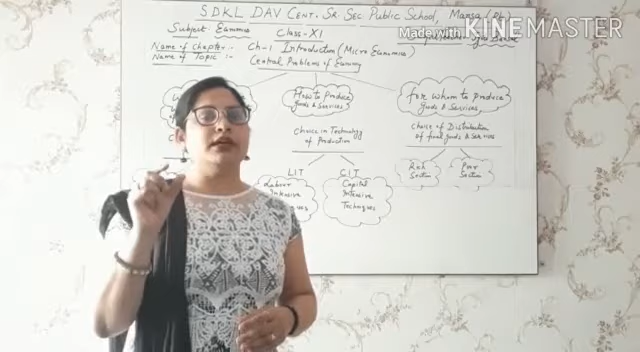 SDKL DAV Cent. Sr. Sec. Public School, Mansa (Pb)
Made with KINEMASTER
Subject Economics Class-XI
Name of Chapter :- Ch-1 Introduction (Micro Economics)
Name of Topic :- Central Problems of Economy
How to Produce
Goods & Services
for whom to produce
Goods & Services
Choice in Technology
of Production
Choice of Distribution
of final goods & services
LIT
CIT
Labour
Intensive
Capital
Intensive
Techniques
Rich
Section
Poor
Section